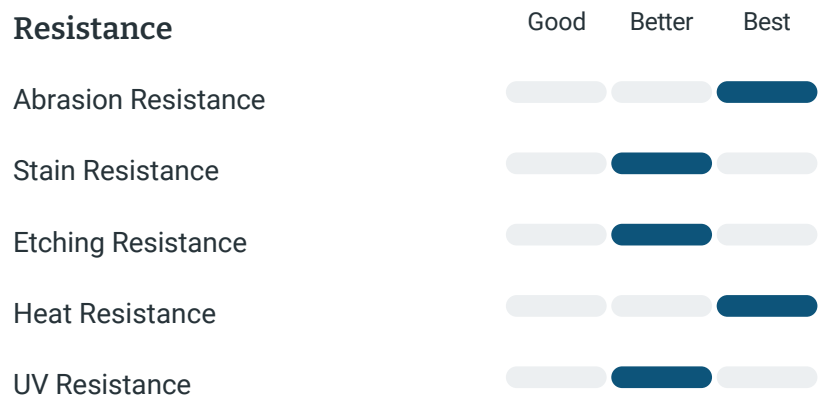 Resistance Good Better Best
Abrasion Resistance
Stain Resistance
Etching Resistance
Heat Resistance
UV Resistance